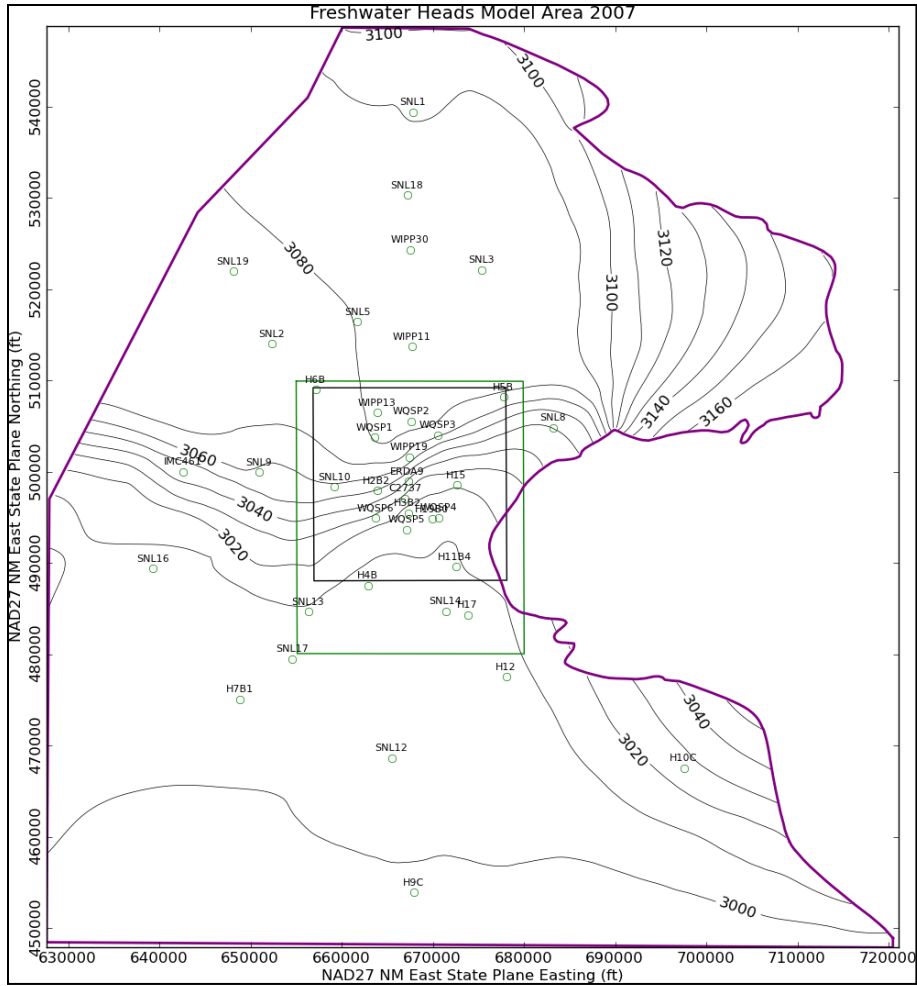 Freshwater Heads Model Area 2007
3100
3100
540000
SNL1
530000
SNL18
WIPP30
3120
3080
SNL19
SNL3
520000
3100
SNL5
SNL2
WIPP11
510000
H6B
H5B
WIPP13
WQSP2
3140
3160
WQSP1
WQSP3
SNL8
WIPP19
3060
IMC461
SNL9
500000
ERDA9
H15
SNL10
H2B2
C2737
3040
H3B2
WQSP6
WQSP4
WQSP5
3020
490000
SNL16
H11B4
H4B
SNL13
SNL14
H17
480000
SNL17
H12
H7B1
3040
470000
SNL12
3020
H10C
460000
H9C
3000
450000
NAD27 NM East State Plane Northing (ft)
630000 640000 650000 660000 670000 680000 690000 700000 710000 720000
NAD27 NM East State Plane Easting (ft)